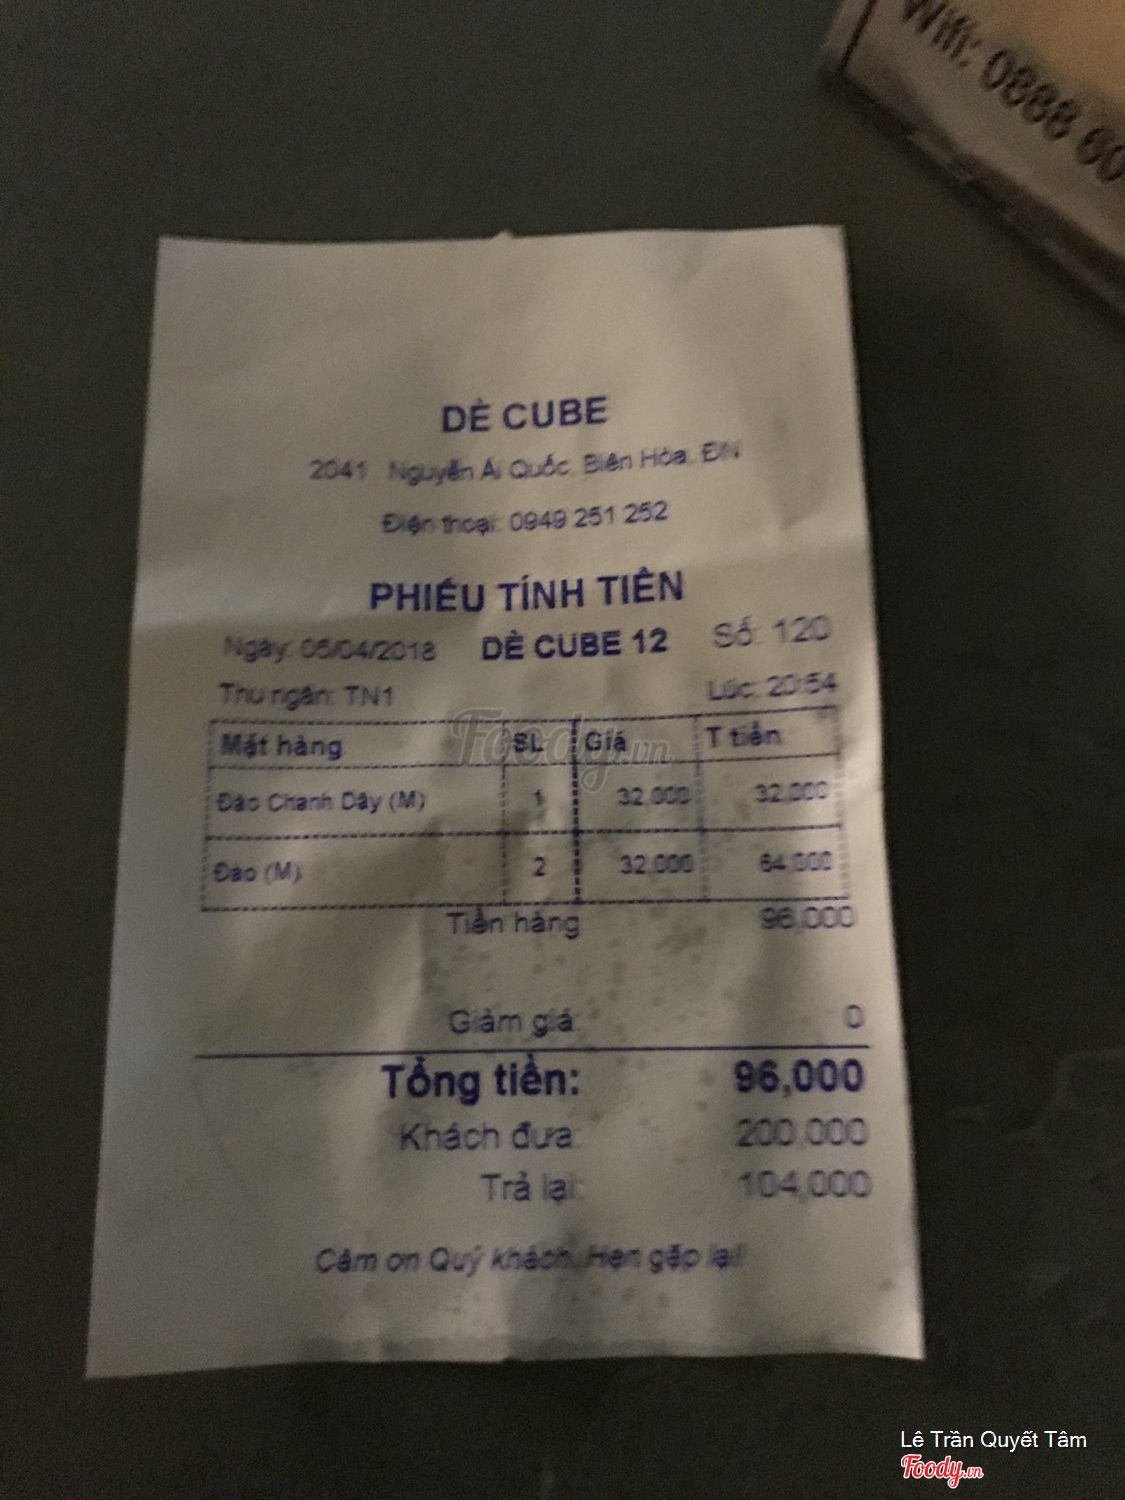 Wifi: 0888 60
DÈ CUBE
2041 Nguyễn Ái Quốc, Biên Hòa, ĐN
Điện thoại: 0949 251 252
PHIẾU TÍNH TIỀN
Ngày: 05/04/2018 DÈ CUBE 12 Số: 120
Thu ngân: TN1 Lúc: 20:54
Mặt hàng SL Giá T tiền
Đào Chanh Dây (M) 1 32,000 32,000
Đào (M) 2 32,000 64,000
Tiền hàng 96,000
Giảm giá: 0
Tổng tiền: 96,000
Khách đưa: 200,000
Trả lại: 104,000
Cảm ơn Quý khách. Hẹn gặp lại!
Foody.vn
Lê Trần Quyết Tâm
Foody.vn